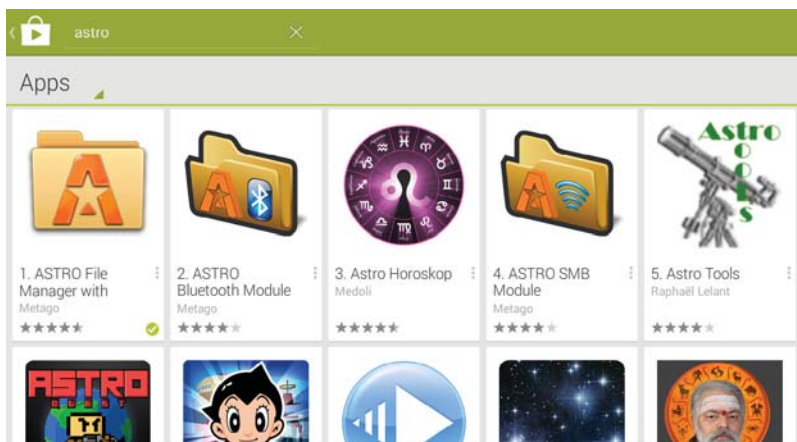 astro
Apps
1. ASTRO File
Manager with
Metago
2. ASTRO
Bluetooth Module
Metago
3. Astro Horoskop
Medoli
4. ASTRO SMB
Module
Metago
Astro
Tools
5. Astro Tools
Raphaël Lelant
ASTRO